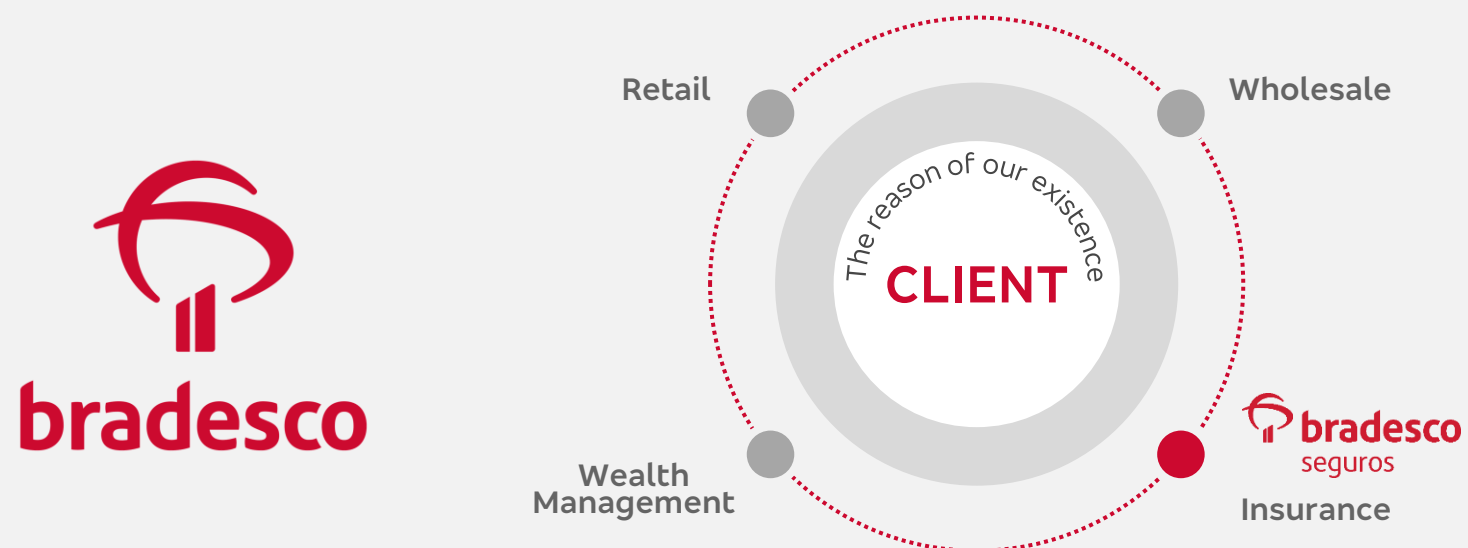 bradesco
Retail
Wholesale
The reason of our existence
CLIENT
Wealth
Management
bradesco
seguros
Insurance